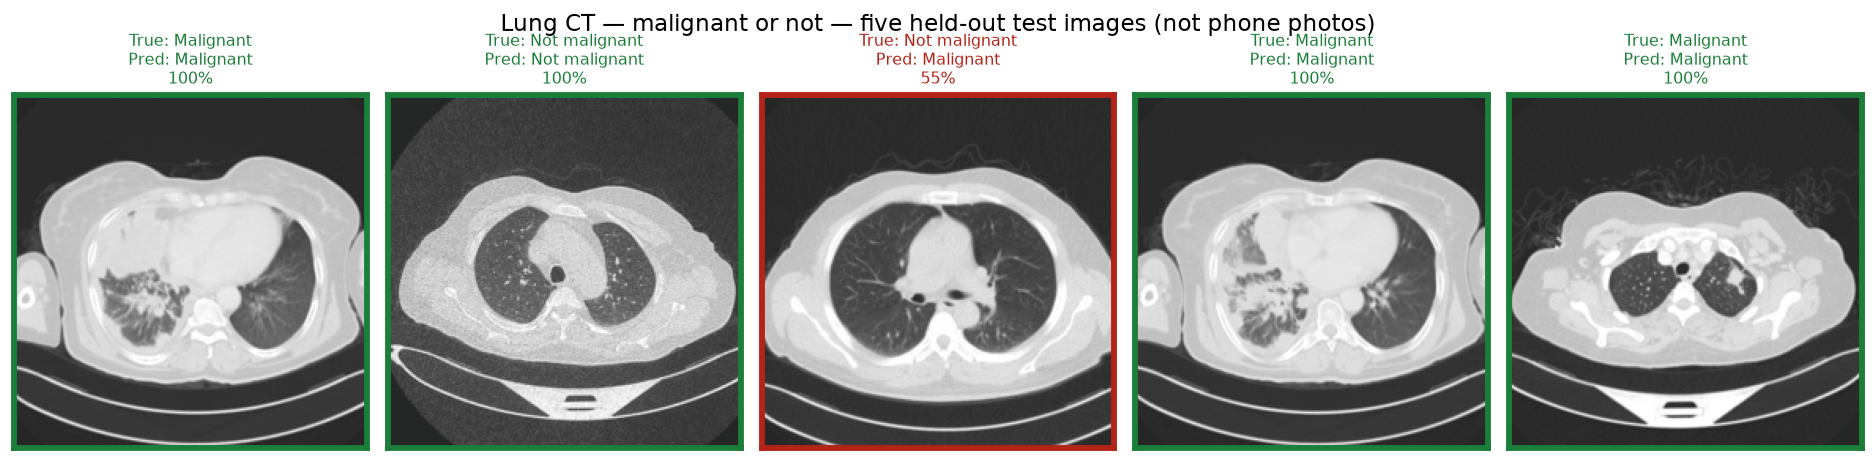 Lung CT — malignant or not — five held-out test images (not phone photos)
True: Malignant
Pred: Malignant
100%
True: Not malignant
Pred: Not malignant
100%
True: Not malignant
Pred: Malignant
55%
True: Malignant
Pred: Malignant
100%
True: Malignant
Pred: Malignant
100%